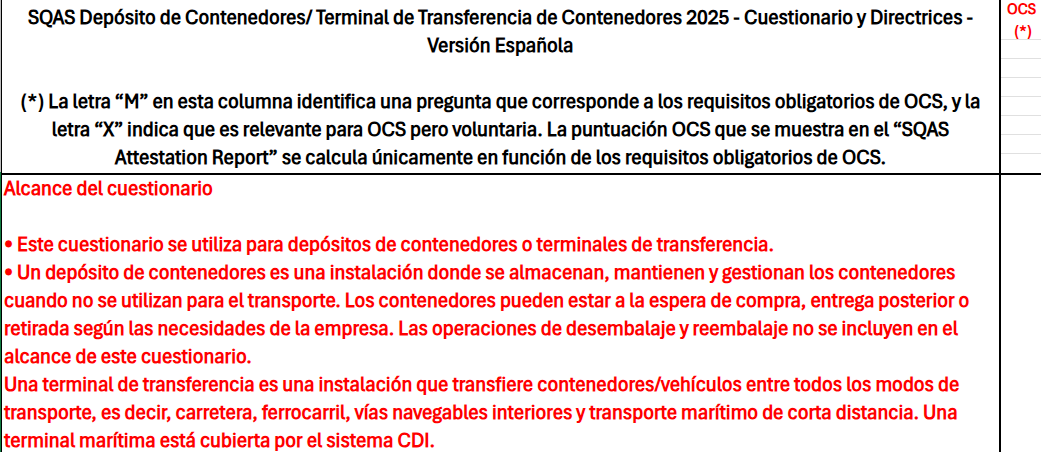 SQAS Depósito de Contenedores/ Terminal de Transferencia de Contenedores 2025 - Cuestionario y Directrices -
Versión Española
OCS
(*)
(*) La letra “M” en esta columna identifica una pregunta que corresponde a los requisitos obligatorios de OCS, y la
letra “X” indica que es relevante para OCS pero voluntaria. La puntuación OCS que se muestra en el “SQAS
Attestation Report” se calcula únicamente en función de los requisitos obligatorios de OCS.
Alcance del cuestionario
• Este cuestionario se utiliza para depósitos de contenedores o terminales de transferencia.
• Un depósito de contenedores es una instalación donde se almacenan, mantienen y gestionan los contenedores
cuando no se utilizan para el transporte. Los contenedores pueden estar a la espera de compra, entrega posterior o
retirada según las necesidades de la empresa. Las operaciones de desembalaje y reembalaje no se incluyen en el
alcance de este cuestionario.
Una terminal de transferencia es una instalación que transfiere contenedores/vehículos entre todos los modos de
transporte, es decir, carretera, ferrocarril, vías navegables interiores y transporte marítimo de corta distancia. Una
terminal marítima está cubierta por el sistema CDI.